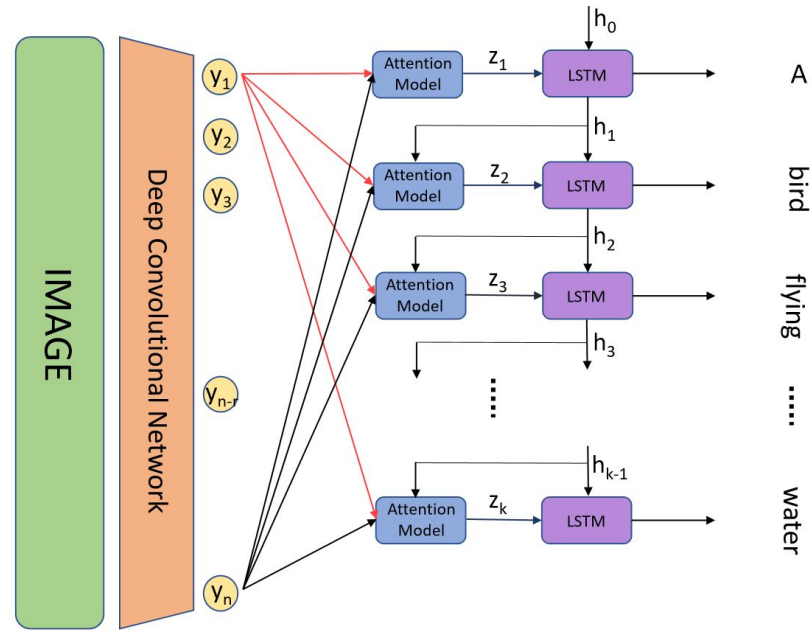 IMAGE
Deep Convolutional Network
y₁
y₂
y₃
yₙ₋ᵣ
yₙ
h₀
Attention
Model
z₁
LSTM
A
h₁
Attention
Model
z₂
LSTM
bird
h₂
Attention
Model
z₃
LSTM
flying
h₃
......
......
hₖ₋₁
Attention
Model
zₖ
LSTM
water